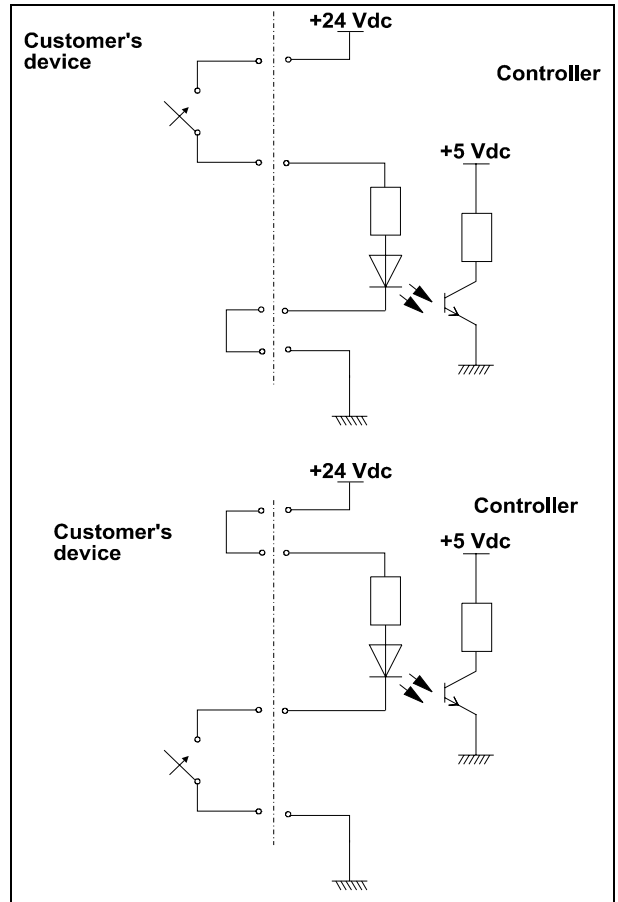 +24 Vdc
Customer's
device
Controller
+5 Vdc
+24 Vdc
Controller
Customer's
device
+5 Vdc